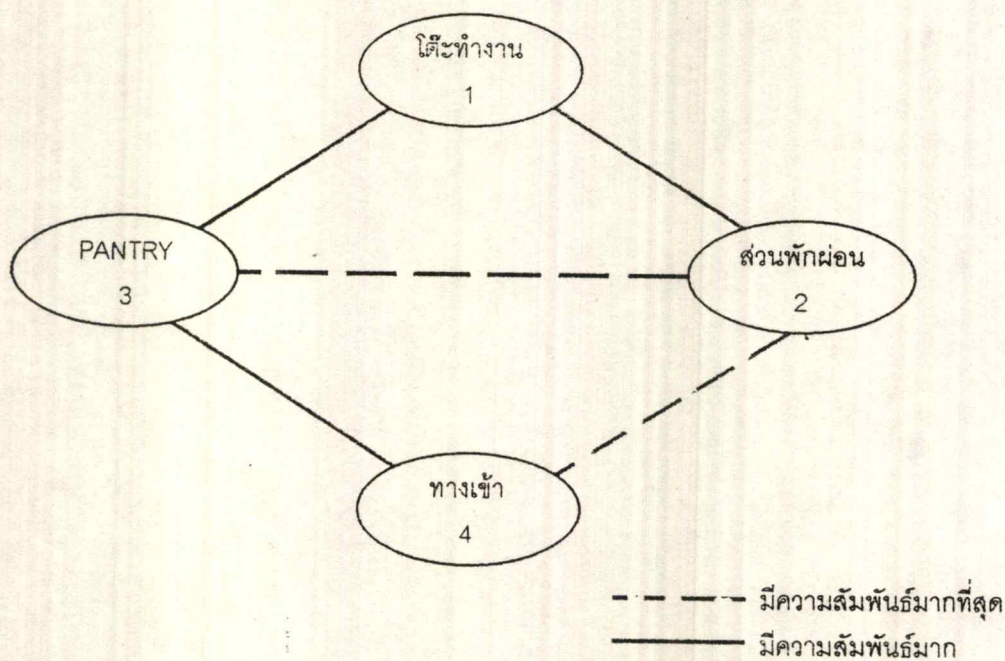 โต๊ะทำงาน
1
PANTRY
3
ส่วนพักผ่อน
2
ทางเข้า
4
มีความสัมพันธ์มากที่สุด
มีความสัมพันธ์มาก